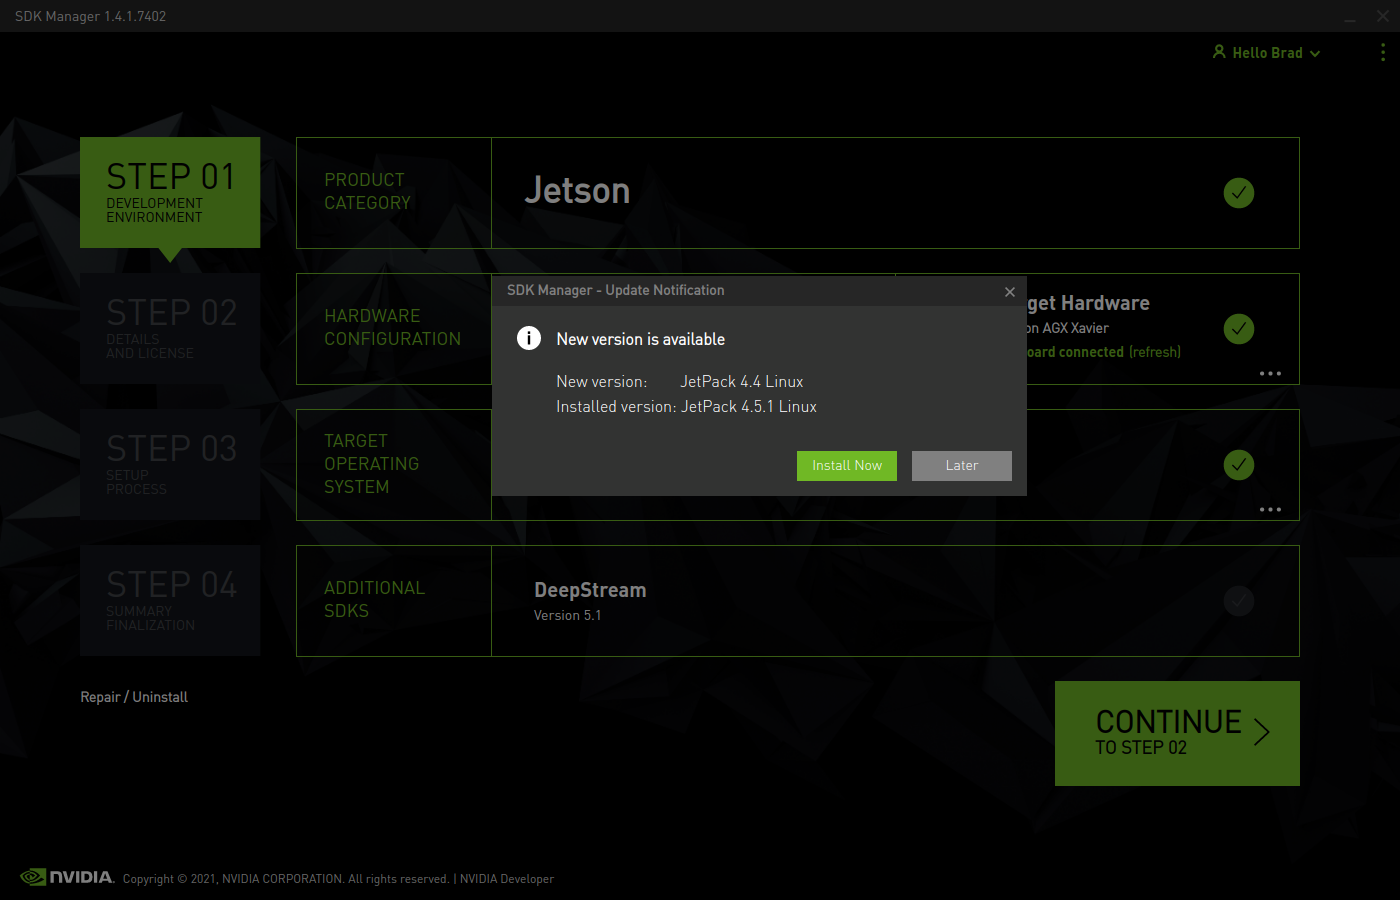 SDK Manager 1.4.1.7402
Hello Brad
STEP 01
DEVELOPMENT
ENVIRONMENT
PRODUCT
CATEGORY
Jetson
STEP 02
DETAILS
AND LICENSE
HARDWARE
CONFIGURATION
get Hardware
on AGX Xavier
oard connected (refresh)
SDK Manager - Update Notification
New version is available
New version: JetPack 4.4 Linux
Installed version: JetPack 4.5.1 Linux
Install Now Later
STEP 03
SETUP
PROCESS
TARGET
OPERATING
SYSTEM
STEP 04
SUMMARY
FINALIZATION
ADDITIONAL
SDKS
DeepStream
Version 5.1
Repair / Uninstall
CONTINUE
TO STEP 02
NVIDIA. Copyright © 2021, NVIDIA CORPORATION. All rights reserved. | NVIDIA Developer